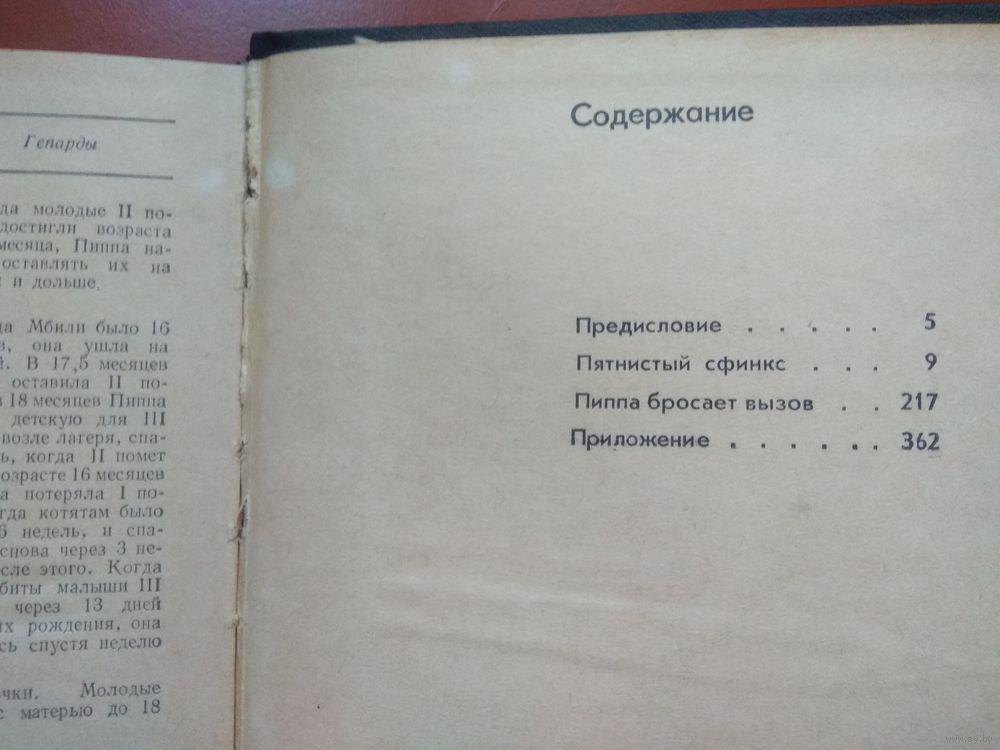 Гепарды
да молодые II по-
достигли возраста
месяца, Пиппа на-
оставлять их на
и дольше.
да Мбили было 16
в, она ушла на
В 17,5 месяцев
оставила II по-
в 18 месяцев Пиппа
детскую для III
возле лагеря, спа-
ь, когда II помет
озрасте 16 месяцев
а потеряла I по-
гда котятам было
6 недель, и спа-
снова через 3 не-
сле этого. Когда
биты малыши III
через 13 дней
их рождения, она
сь спустя неделю
чки. Молодые
с матерью до 18
Содержание
Предисловие . . . . . 5
Пятнистый сфинкс . . . 9
Пиппа бросает вызов . . 217
Приложение . . . . . . 362